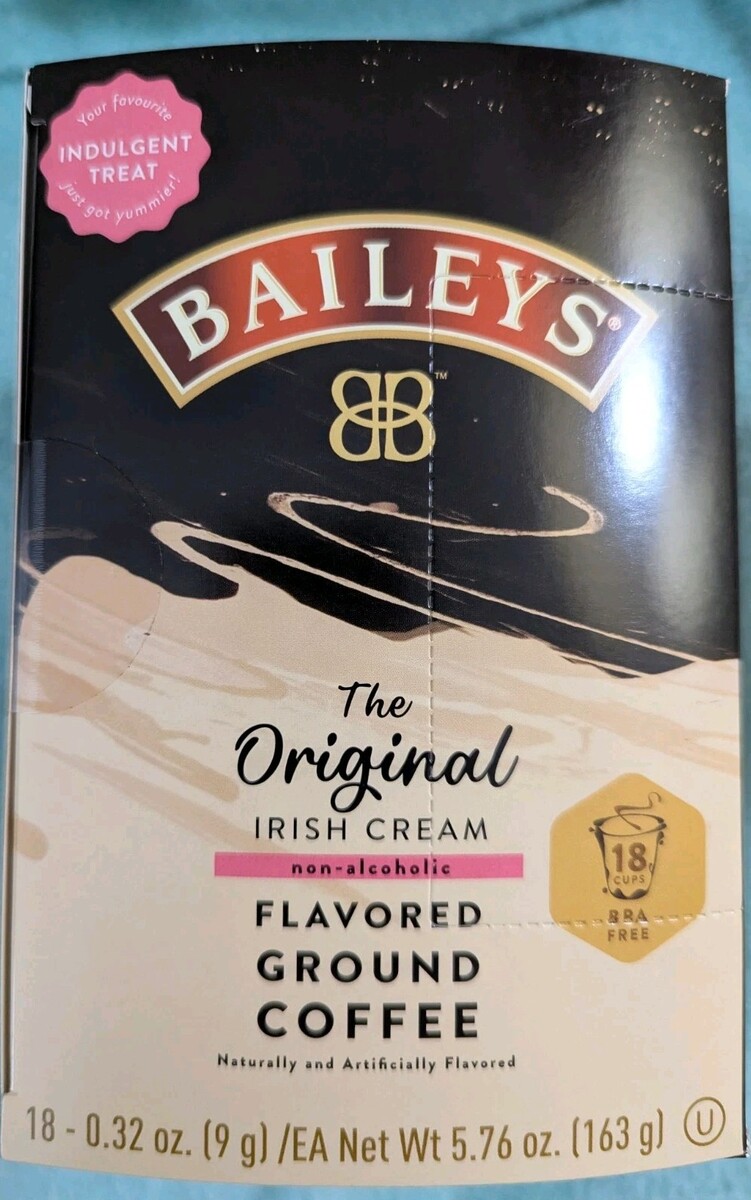 Your favourite
INDULGENT
TREAT
just got yummier!
BAILEYS®
BB™
The
Original
IRISH CREAM
non-alcoholic
FLAVORED
GROUND
COFFEE
Naturally and Artificially Flavored
18
CUPS
BPA
FREE
18 - 0.32 oz. (9 g) /EA Net Wt 5.76 oz. (163 g) U